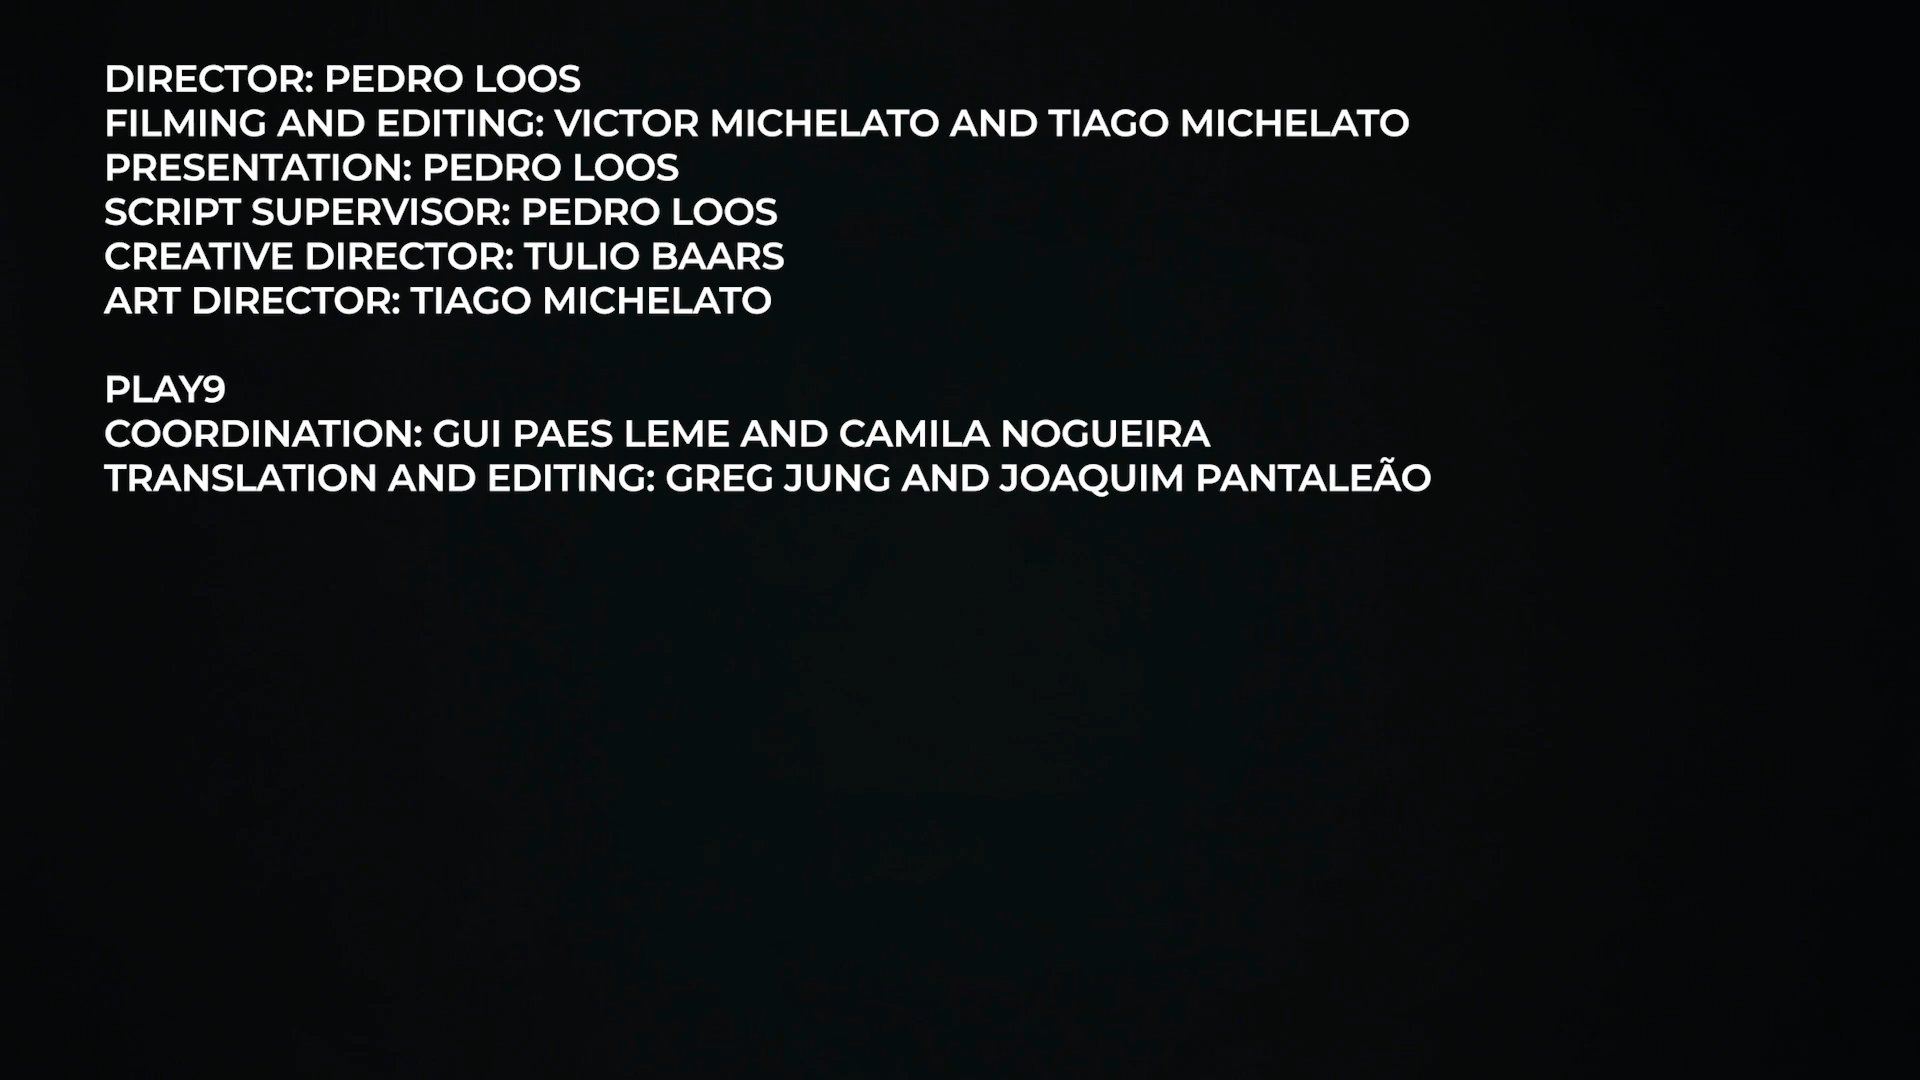 DIRECTOR: PEDRO LOOS
FILMING AND EDITING: VICTOR MICHELATO AND TIAGO MICHELATO
PRESENTATION: PEDRO LOOS
SCRIPT SUPERVISOR: PEDRO LOOS
CREATIVE DIRECTOR: TULIO BAARS
ART DIRECTOR: TIAGO MICHELATO
PLAY9
COORDINATION: GUI PAES LEME AND CAMILA NOGUEIRA
TRANSLATION AND EDITING: GREG JUNG AND JOAQUIM PANTALEÃO